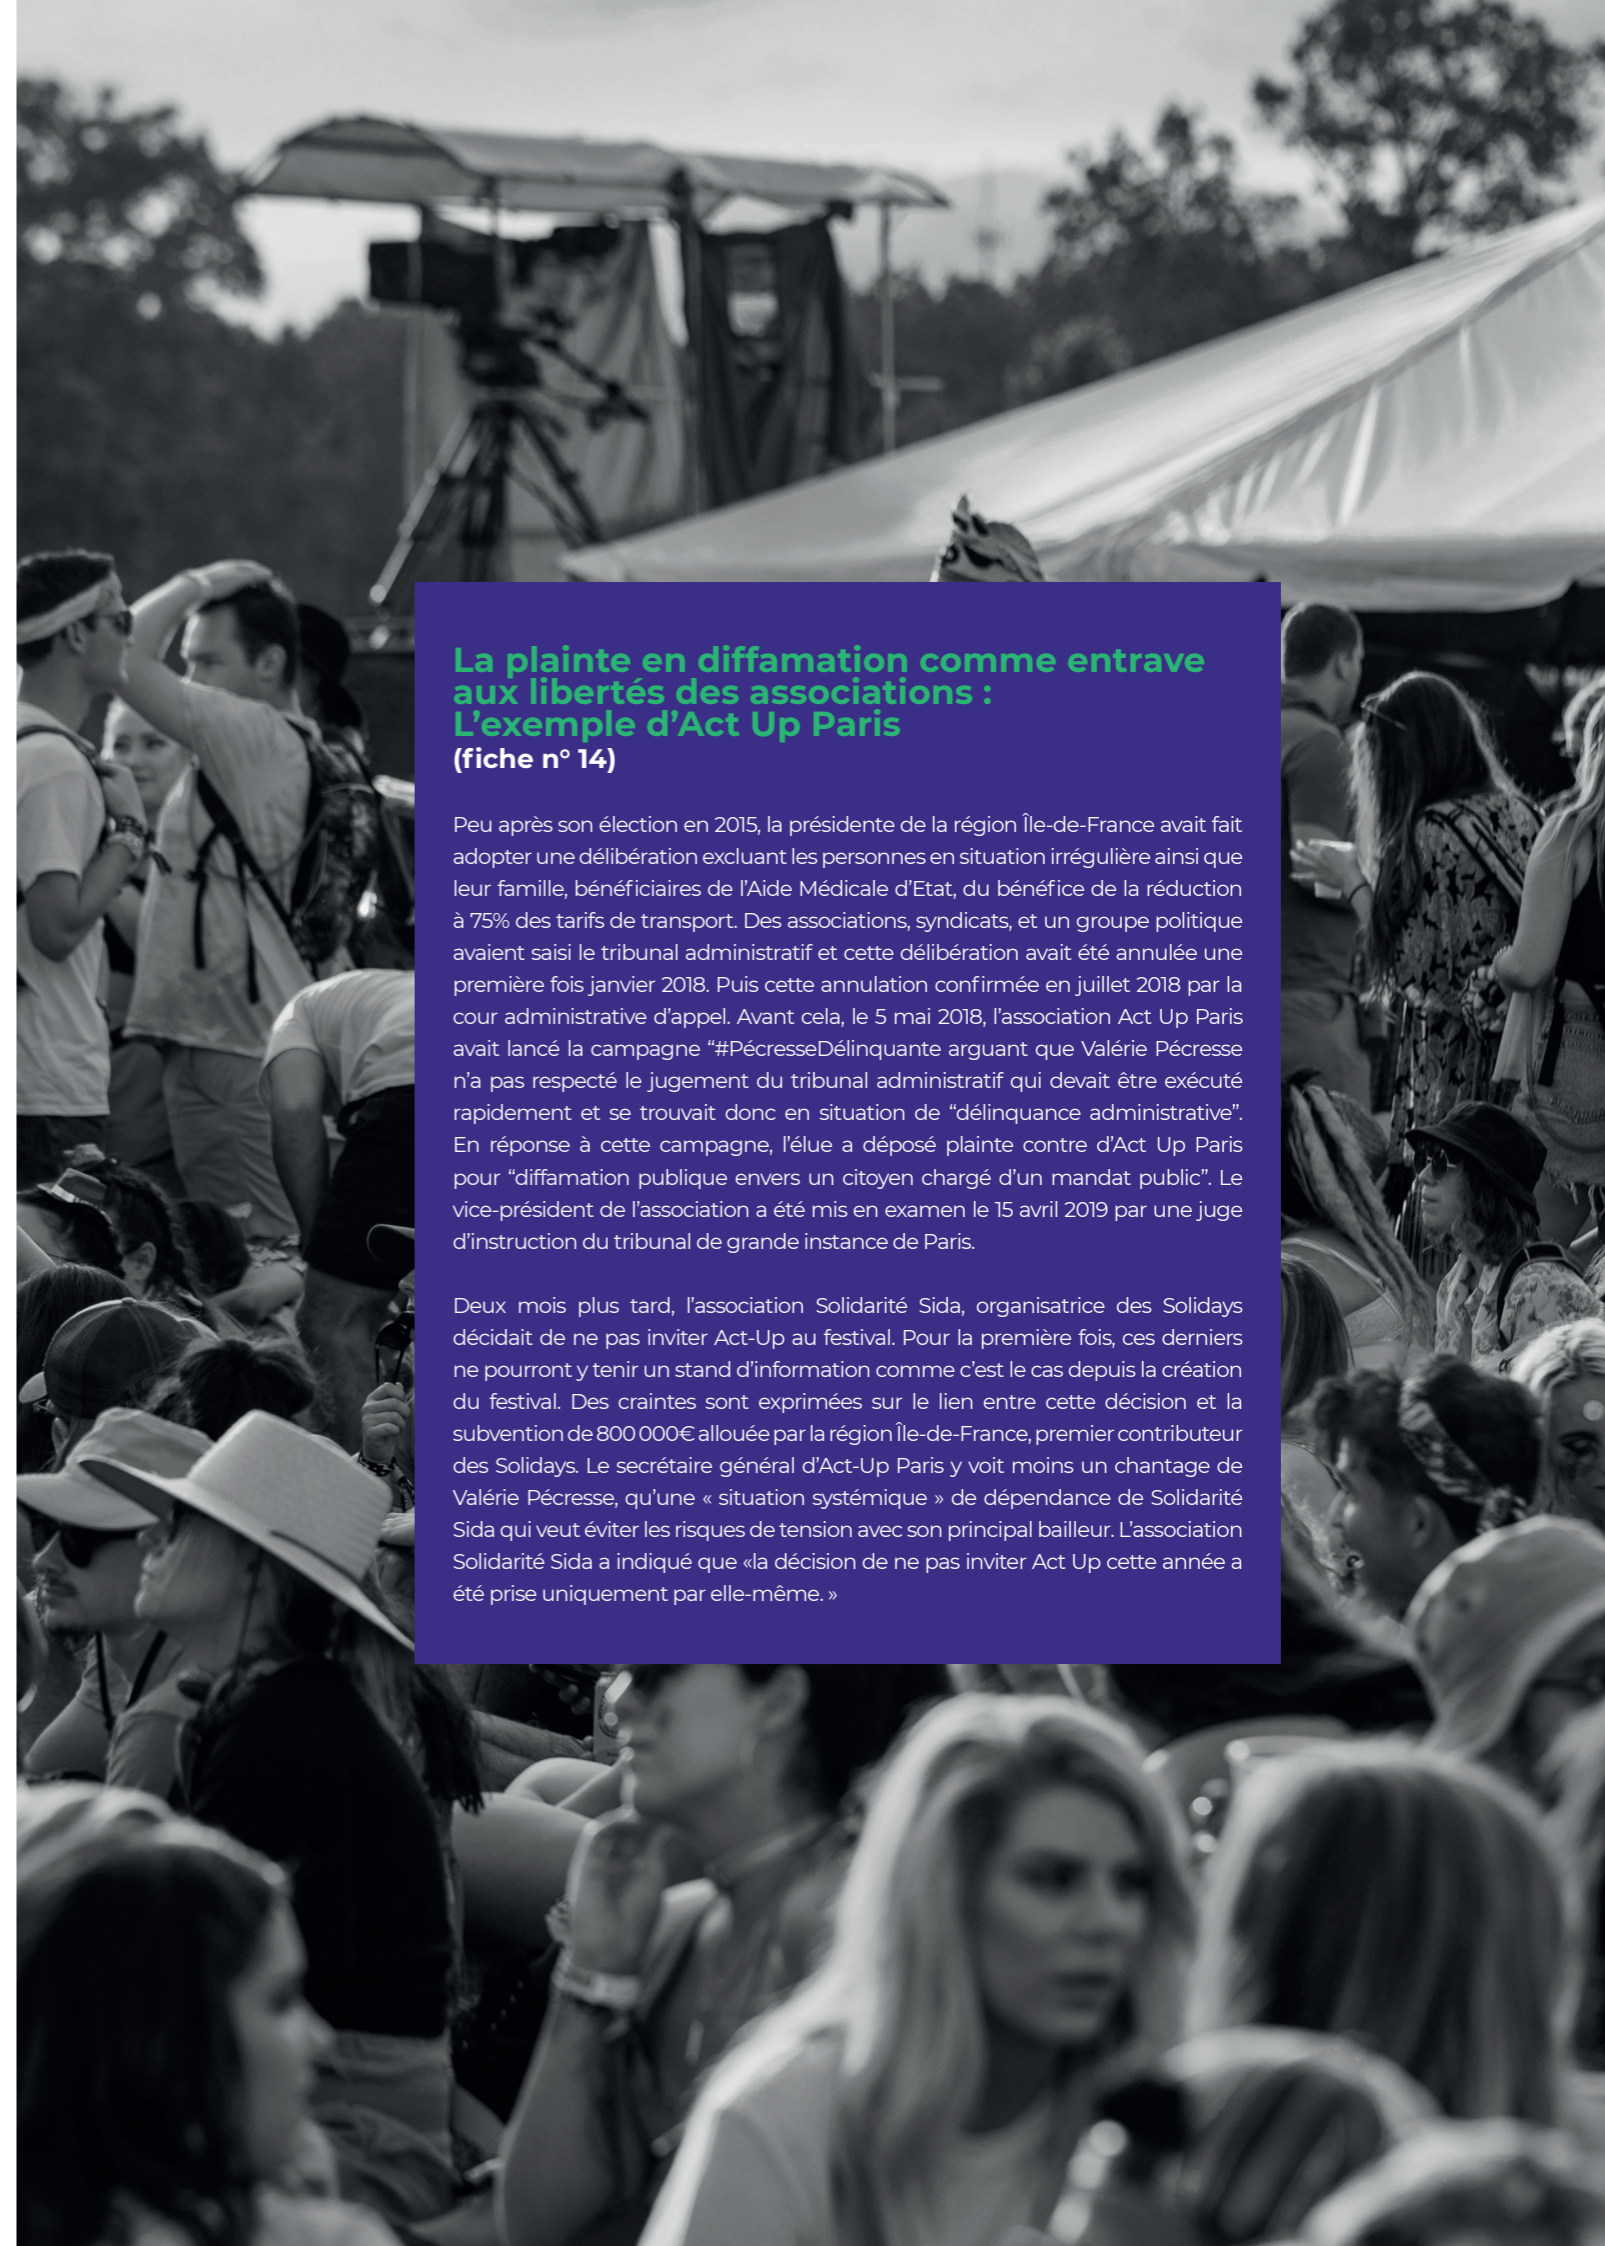 La plainte en diffamation comme entrave
aux libertés des associations :
L’exemple d’Act Up Paris
(fiche n° 14)
Peu après son élection en 2015, la présidente de la région Île-de-France avait fait
adopter une délibération excluant les personnes en situation irrégulière ainsi que
leur famille, bénéficiaires de l’Aide Médicale d’Etat, du bénéfice de la réduction
à 75% des tarifs de transport. Des associations, syndicats, et un groupe politique
avaient saisi le tribunal administratif et cette délibération avait été annulée une
première fois janvier 2018. Puis cette annulation confirmée en juillet 2018 par la
cour administrative d’appel. Avant cela, le 5 mai 2018, l’association Act Up Paris
avait lancé la campagne “#PécresseDélinquante arguant que Valérie Pécresse
n’a pas respecté le jugement du tribunal administratif qui devait être exécuté
rapidement et se trouvait donc en situation de “délinquance administrative”.
En réponse à cette campagne, l’élue a déposé plainte contre d’Act Up Paris
pour “diffamation publique envers un citoyen chargé d’un mandat public”. Le
vice-président de l’association a été mis en examen le 15 avril 2019 par une juge
d’instruction du tribunal de grande instance de Paris.
Deux mois plus tard, l’association Solidarité Sida, organisatrice des Solidays
décidait de ne pas inviter Act-Up au festival. Pour la première fois, ces derniers
ne pourront y tenir un stand d’information comme c’est le cas depuis la création
du festival. Des craintes sont exprimées sur le lien entre cette décision et la
subvention de 800 000€ allouée par la région Île-de-France, premier contributeur
des Solidays. Le secrétaire général d’Act-Up Paris y voit moins un chantage de
Valérie Pécresse, qu’une « situation systémique » de dépendance de Solidarité
Sida qui veut éviter les risques de tension avec son principal bailleur. L’association
Solidarité Sida a indiqué que «la décision de ne pas inviter Act Up cette année a
été prise uniquement par elle-même. »